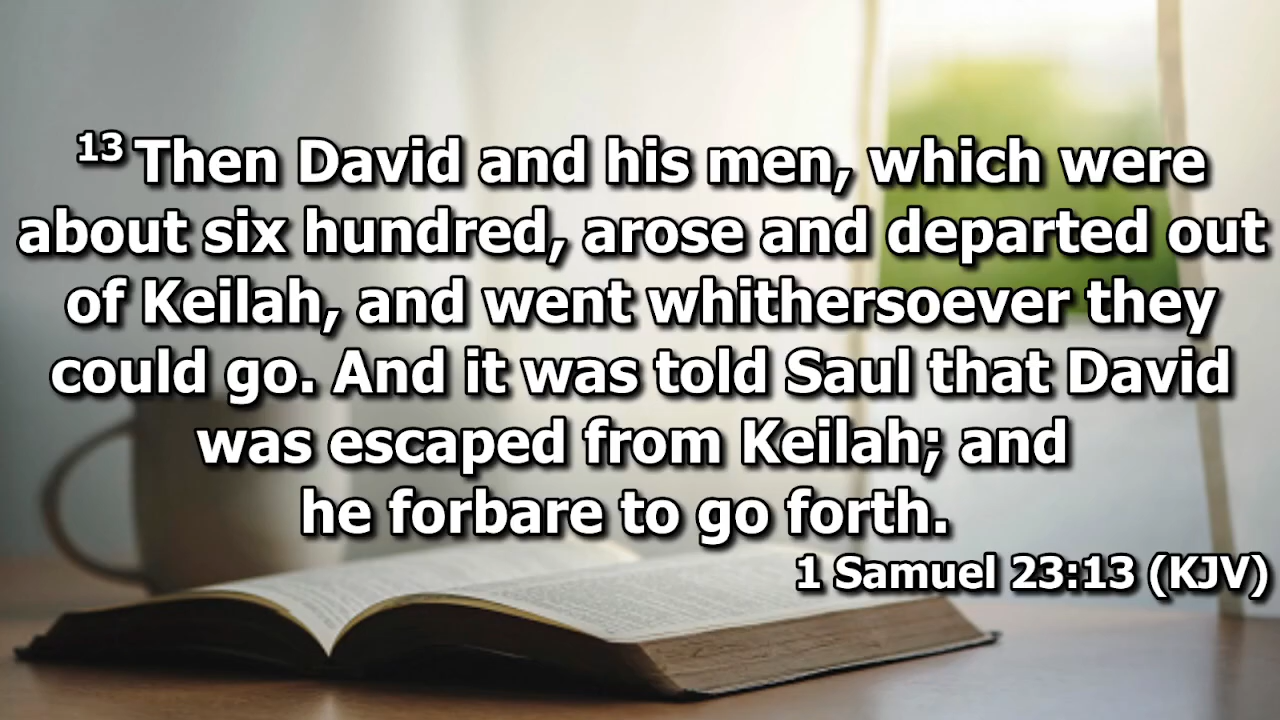 13 Then David and his men, which were
about six hundred, arose and departed out
of Keilah, and went whithersoever they
could go. And it was told Saul that David
was escaped from Keilah; and
he forbare to go forth.
1 Samuel 23:13 (KJV)